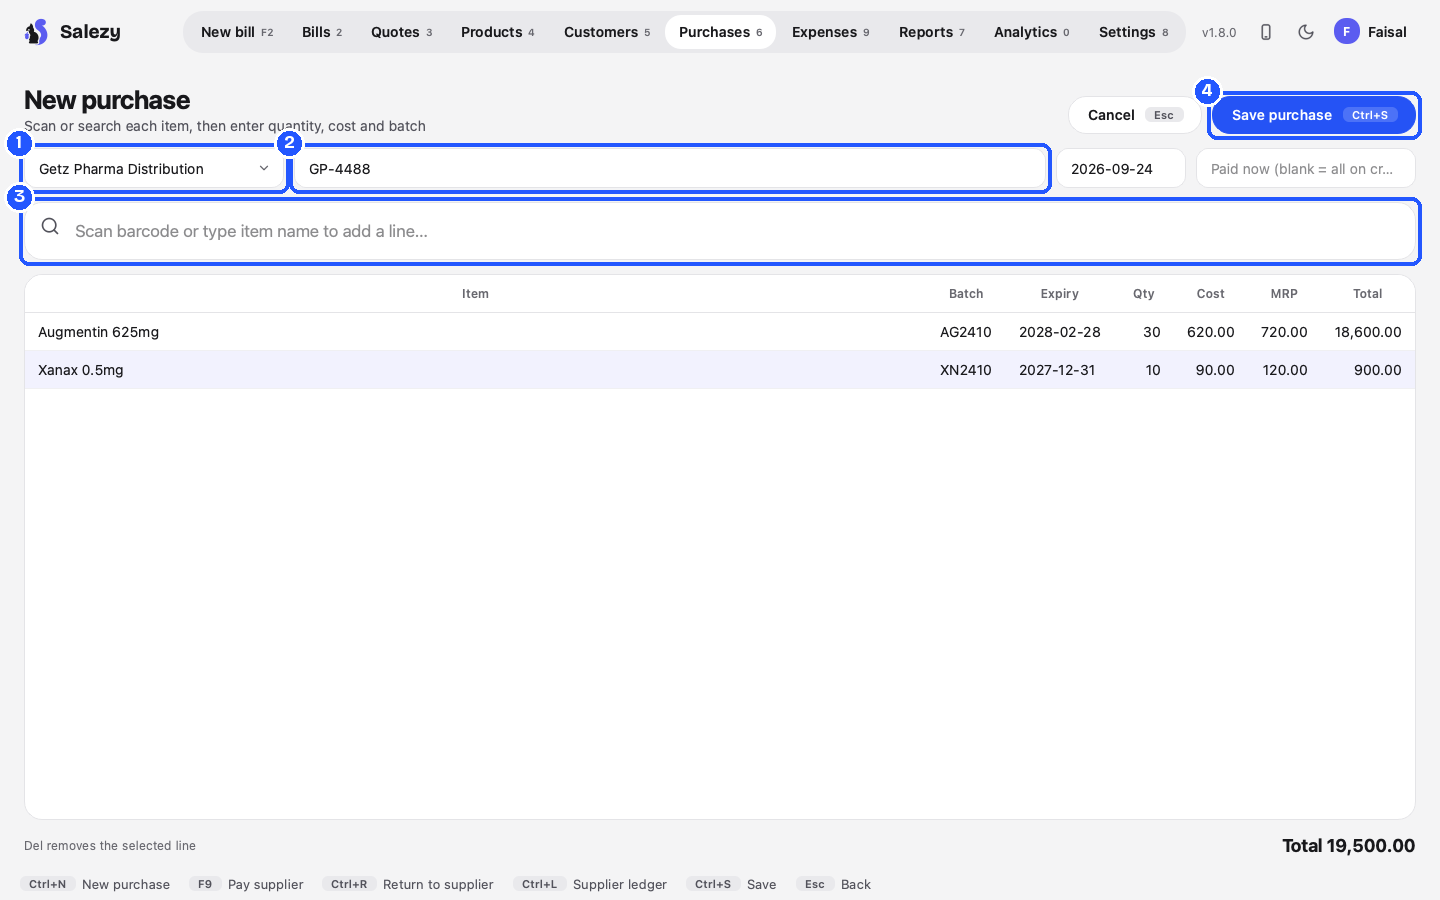 Salezy
New bill F2 Bills 2 Quotes 3 Products 4 Customers 5 Purchases 6 Expenses 9 Reports 7 Analytics 0 Settings 8
v1.8.0
F Faisal
New purchase
Scan or search each item, then enter quantity, cost and batch
Cancel Esc
4 Save purchase Ctrl+S
1 Getz Pharma Distribution
2 GP-4488
2026-09-24
Paid now (blank = all on cr...
3 Scan barcode or type item name to add a line...
Item Batch Expiry Qty Cost MRP Total
Augmentin 625mg AG2410 2028-02-28 30 620.00 720.00 18,600.00
Xanax 0.5mg XN2410 2027-12-31 10 90.00 120.00 900.00
Del removes the selected line
Total 19,500.00
Ctrl+N New purchase F9 Pay supplier Ctrl+R Return to supplier Ctrl+L Supplier ledger Ctrl+S Save Esc Back